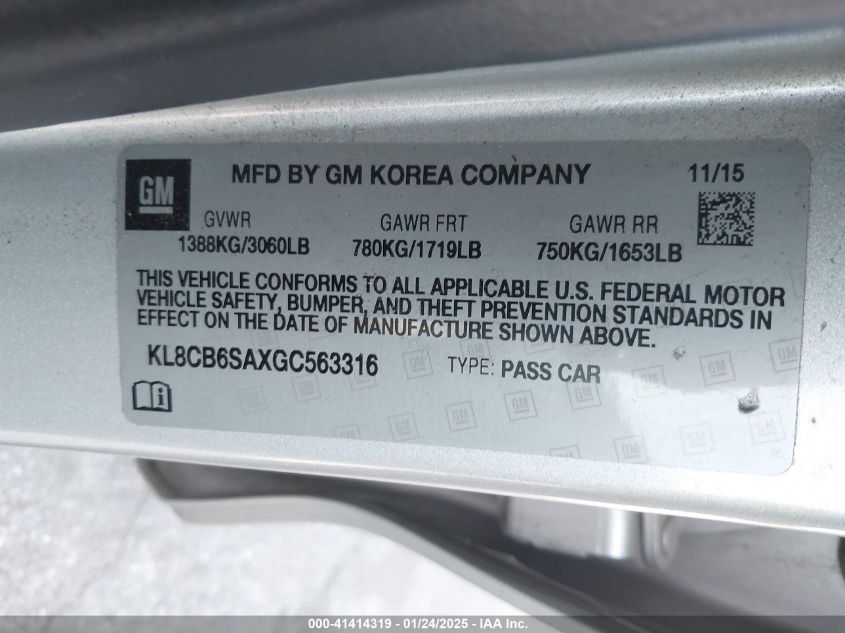 GM
MFD BY GM KOREA COMPANY 11/15
GVWR GAWR FRT GAWR RR
1388KG/3060LB 780KG/1719LB 750KG/1653LB
THIS VEHICLE CONFORMS TO ALL APPLICABLE U.S. FEDERAL MOTOR
VEHICLE SAFETY, BUMPER, AND THEFT PREVENTION STANDARDS IN
EFFECT ON THE DATE OF MANUFACTURE SHOWN ABOVE.
KL8CB6SAXGC563316 TYPE: PASS CAR
000-41414319 - 01/24/2025 - IAA Inc.